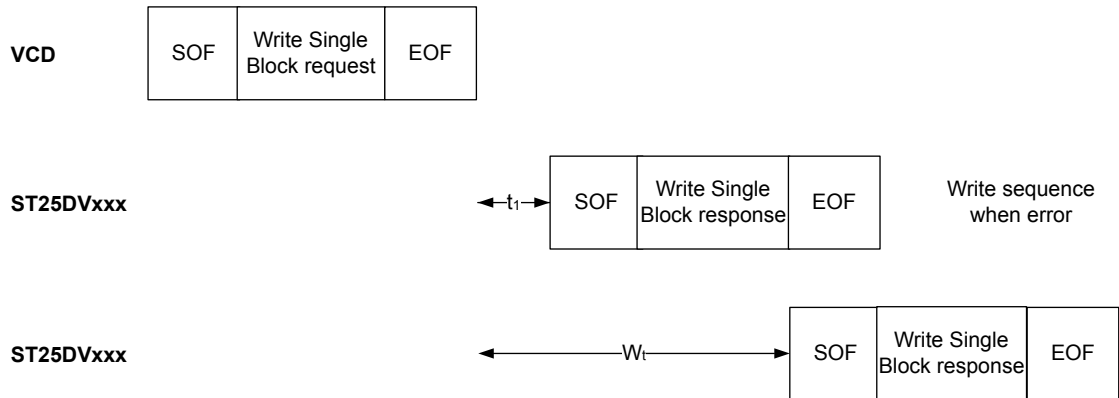 VCD
SOF
Write Single
Block request
EOF
ST25DVxxx
t1
SOF
Write Single
Block response
EOF
Write sequence
when error
ST25DVxxx
Wt
SOF
Write Single
Block response
EOF